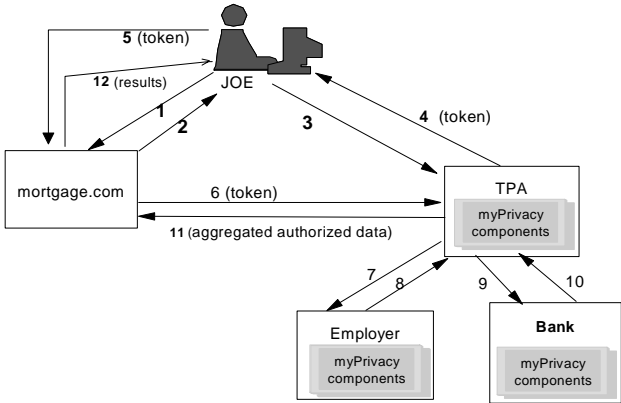 5 (token)
12 (results)
JOE
1
2
3
4 (token)
mortgage.com
6 (token)
TPA
myPrivacy
components
11 (aggregated authorized data)
7
8
9
10
Employer
myPrivacy
components
Bank
myPrivacy
components